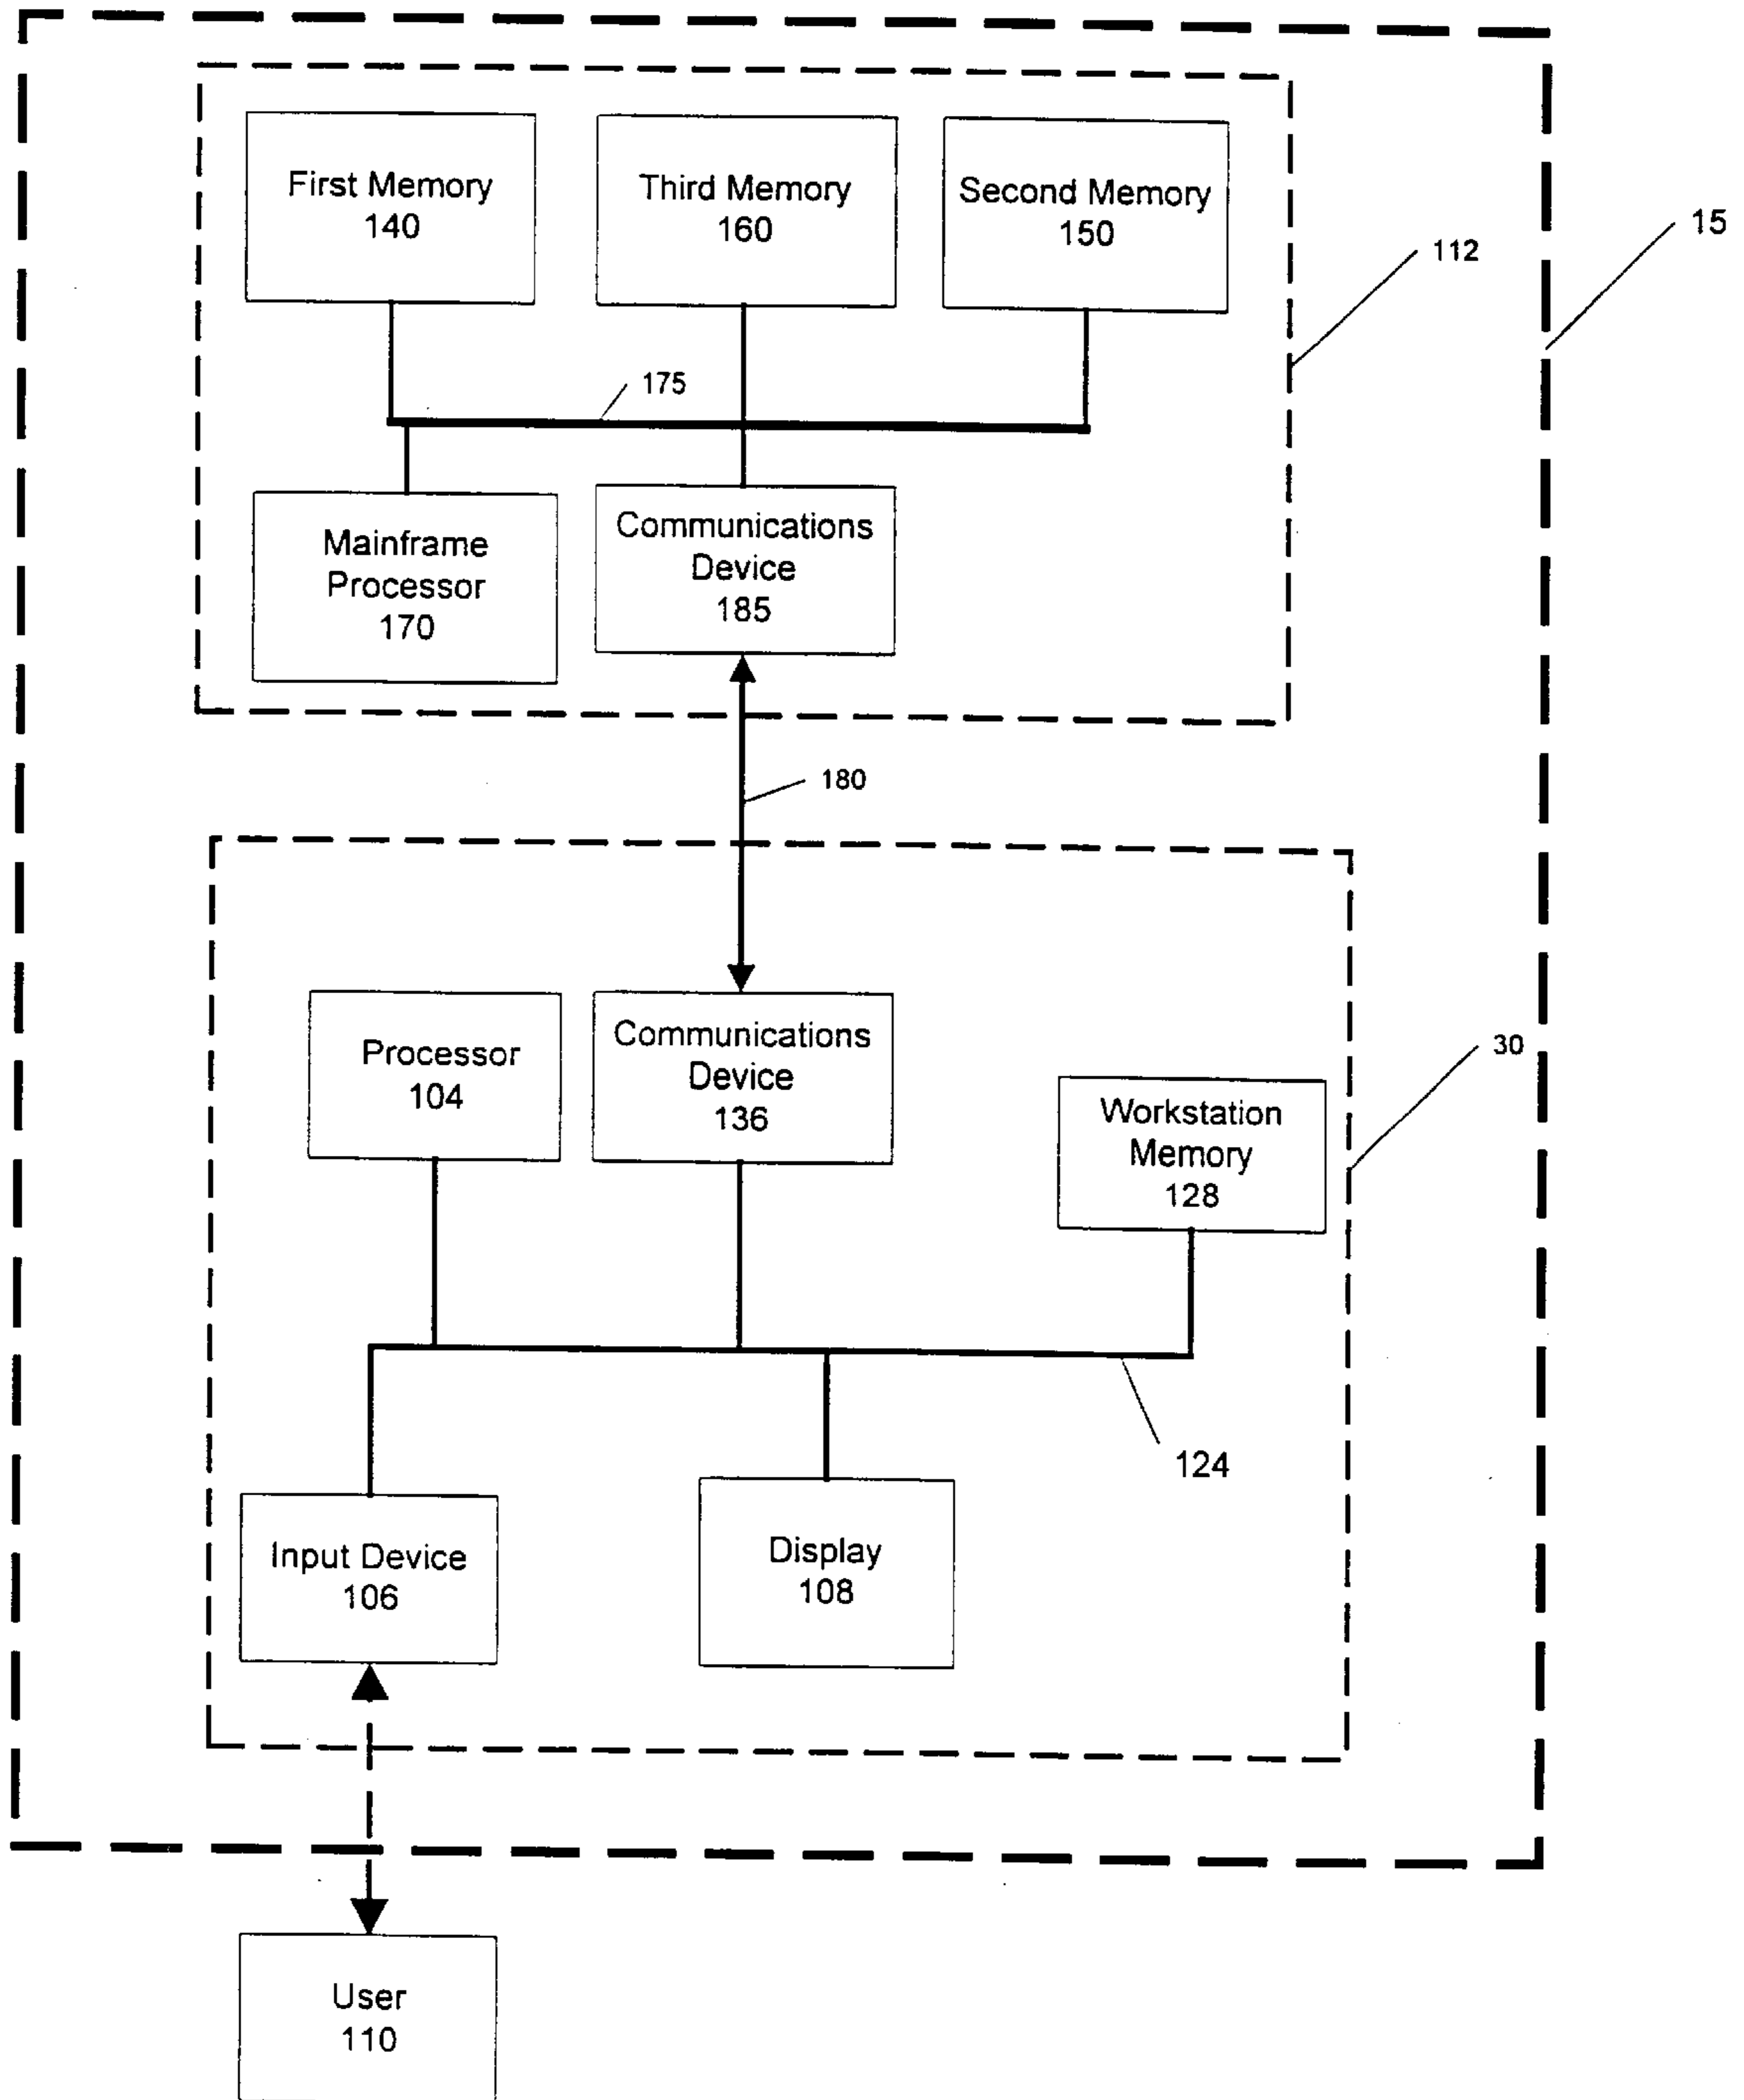 First Memory
140
Third Memory
160
Second Memory
150
15
112
175
Mainframe
Processor
170
Communications
Device
185
180
Processor
104
Communications
Device
136
30
Workstation
Memory
128
124
Input Device
106
Display
108
User
110